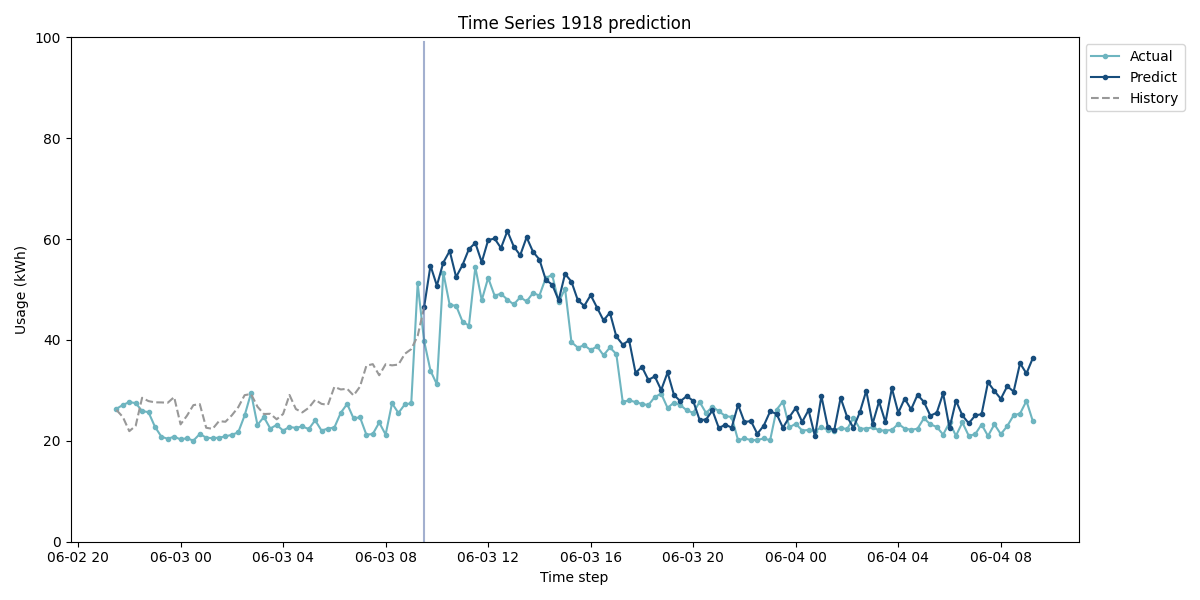 Time Series 1918 prediction
100
80
60
40
20
0
Usage (kWh)
06-02 20
06-03 00
06-03 04
06-03 08
06-03 12
06-03 16
06-03 20
06-04 00
06-04 04
06-04 08
Time step
Actual
Predict
History